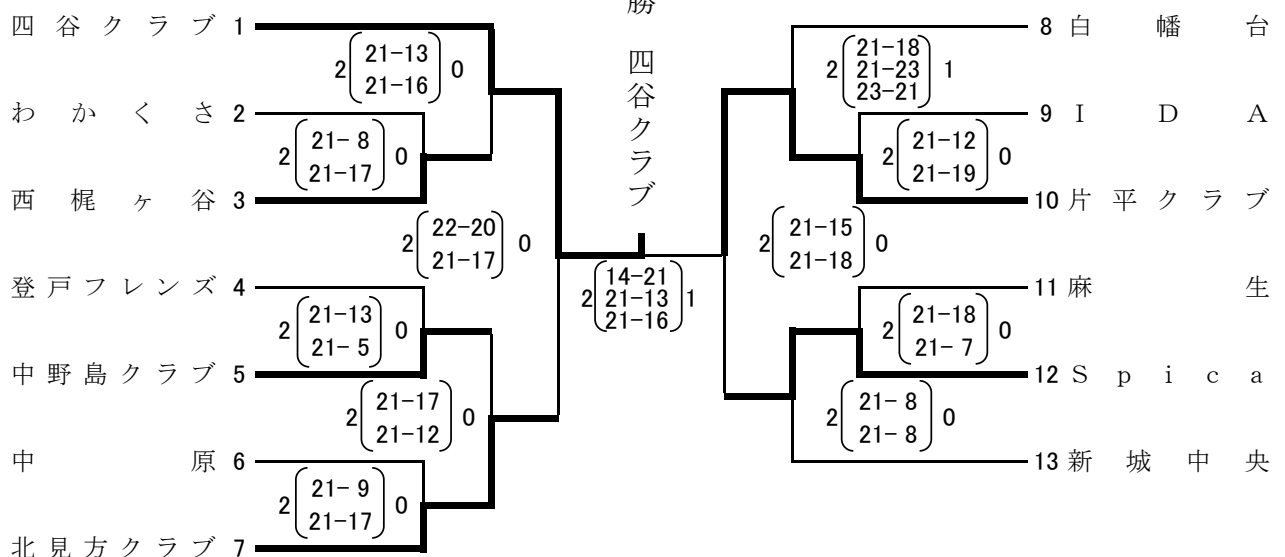 勝 四谷クラブ
四谷クラブ 1
2 21-13 0
21-16
わかくさ 2
2 21- 8 0
21-17
西梶ヶ谷 3
2 22-20 0
21-17
登戸フレンズ 4
2 21-13 0
21- 5
中野島クラブ 5
2 21-17 0
21-12
中原 6
2 21- 9 0
21-17
北見方クラブ 7
14-21
2 21-13 1
21-16
8 白幡台
21-18
2 21-23 1
23-21
9 IDA
2 21-12 0
21-19
10 片平クラブ
2 21-15 0
21-18
11 麻生
2 21-18 0
21- 7
12 Spica
2 21- 8 0
21- 8
13 新城中央